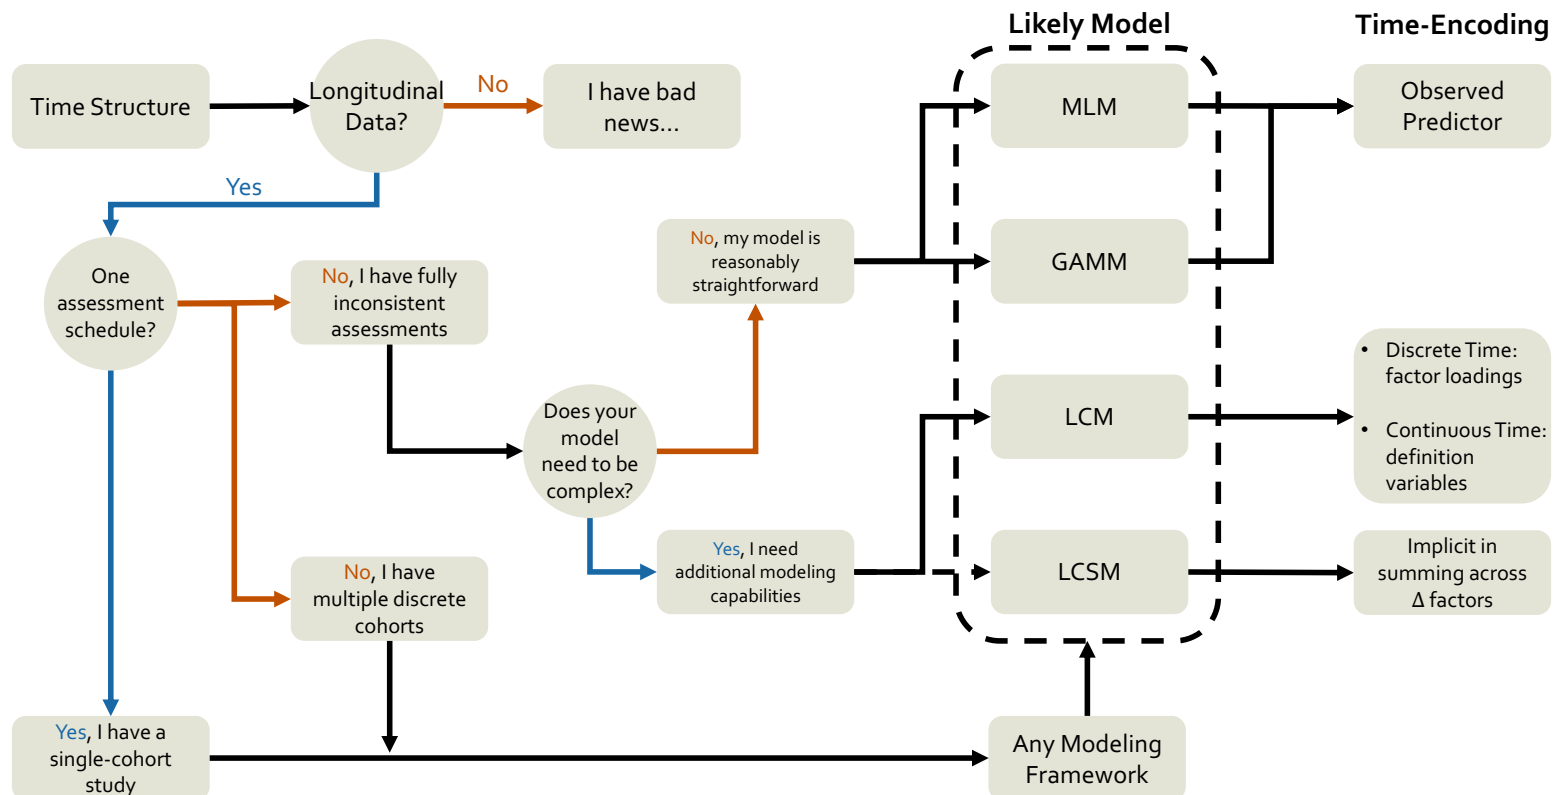 Likely Model
Time-Encoding
Time Structure
Longitudinal
Data?
No
I have bad
news...
MLM
Observed
Predictor
Yes
One
assessment
schedule?
No, I have fully
inconsistent
assessments
No, my model is
reasonably
straightforward
GAMM
Does your
model
need to be
complex?
LCM
• Discrete Time:
factor loadings
• Continuous Time:
definition
variables
No, I have
multiple discrete
cohorts
Yes, I need
additional modeling
capabilities
LCSM
Implicit in
summing across
Δ factors
Yes, I have a
single-cohort
study
Any Modeling
Framework